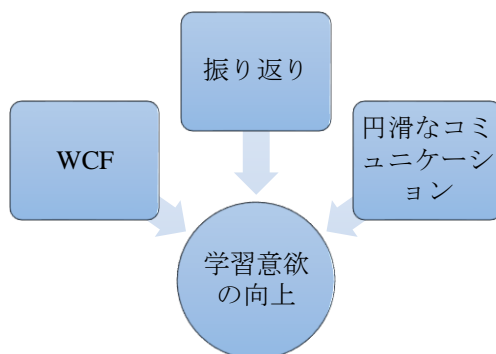 振り返り
WCF
円滑なコミ
ュニケーシ
ョン
学習意欲
の向上